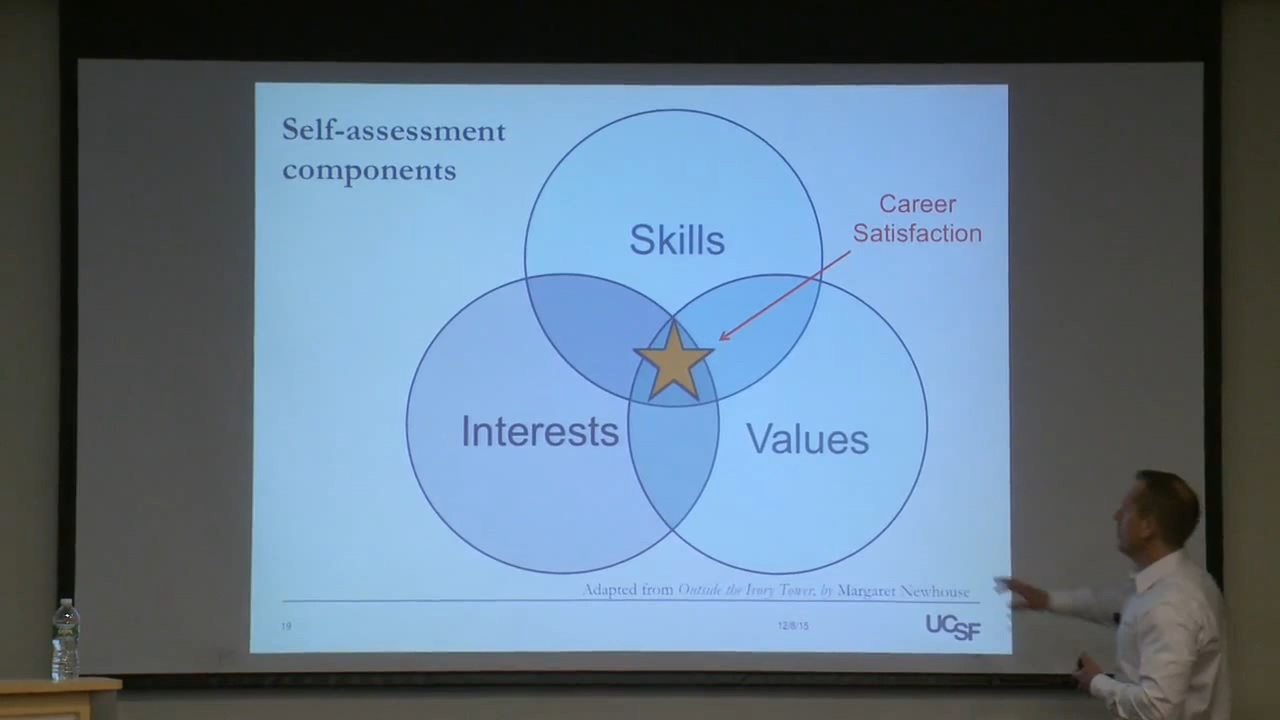 Self-assessment
components
Skills
Career
Satisfaction
Interests
Values
Adapted from Outside the Ivory Tower, by Margaret Newhouse
19
12/8/15
UCSF